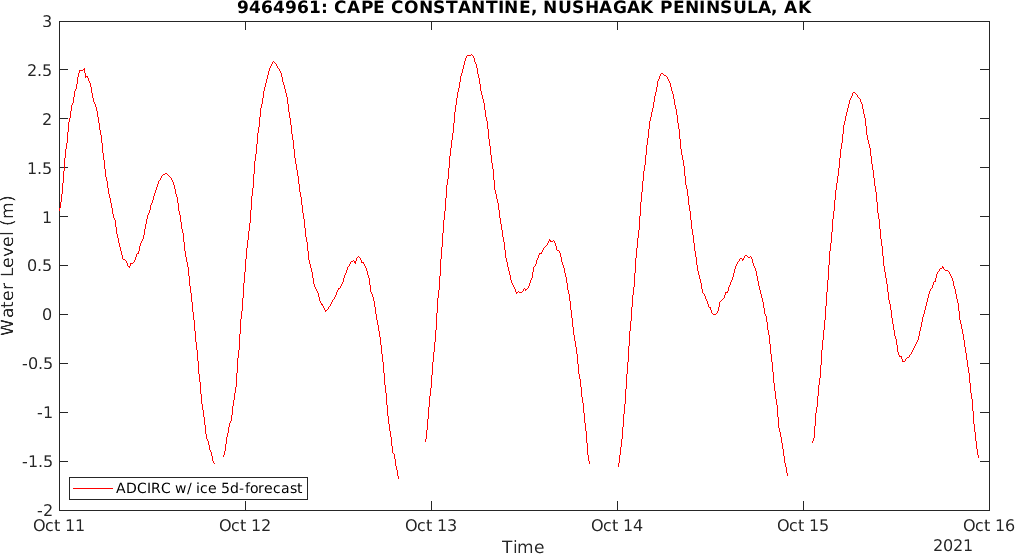 9464961: CAPE CONSTANTINE, NUSHAGAK PENINSULA, AK
3
2.5
2
1.5
1
0.5
0
-0.5
-1
-1.5
-2
Water Level (m)
ADCIRC w/ ice 5d-forecast
Oct 11 Oct 12 Oct 13 Oct 14 Oct 15 Oct 16
Time
2021